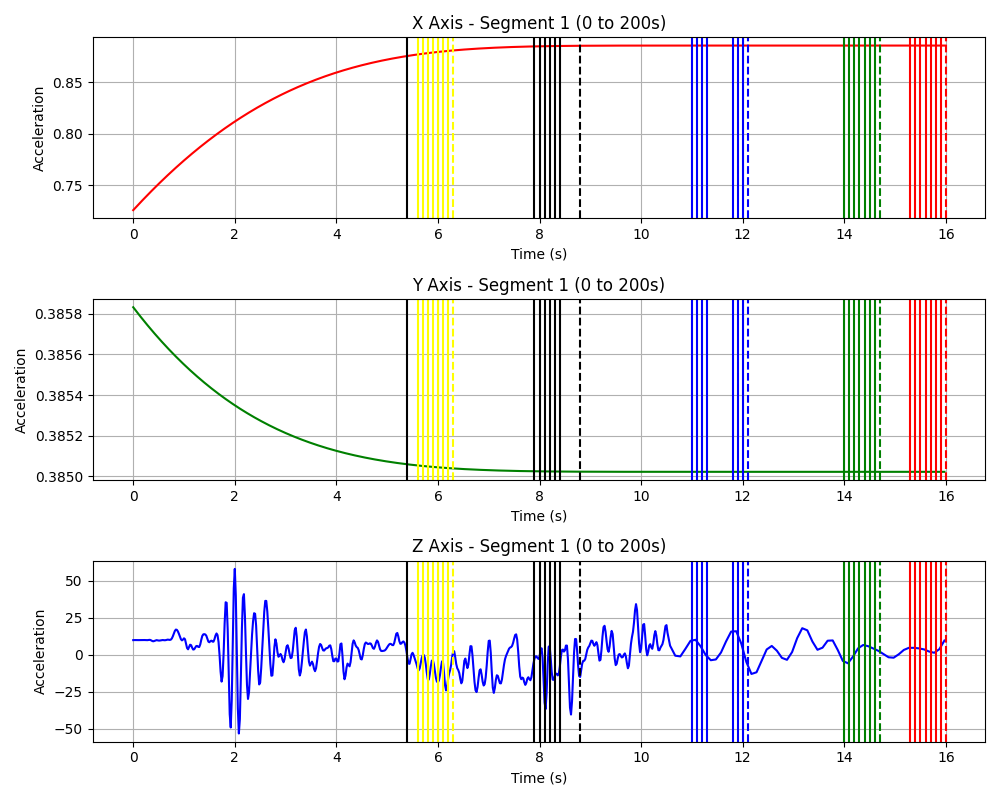 X Axis - Segment 1 (0 to 200s)
Acceleration
0.85
0.80
0.75
0 2 4 6 8 10 12 14 16
Time (s)
Y Axis - Segment 1 (0 to 200s)
Acceleration
0.3858
0.3856
0.3854
0.3852
0.3850
0 2 4 6 8 10 12 14 16
Time (s)
Z Axis - Segment 1 (0 to 200s)
Acceleration
50
25
0
−25
−50
0 2 4 6 8 10 12 14 16
Time (s)